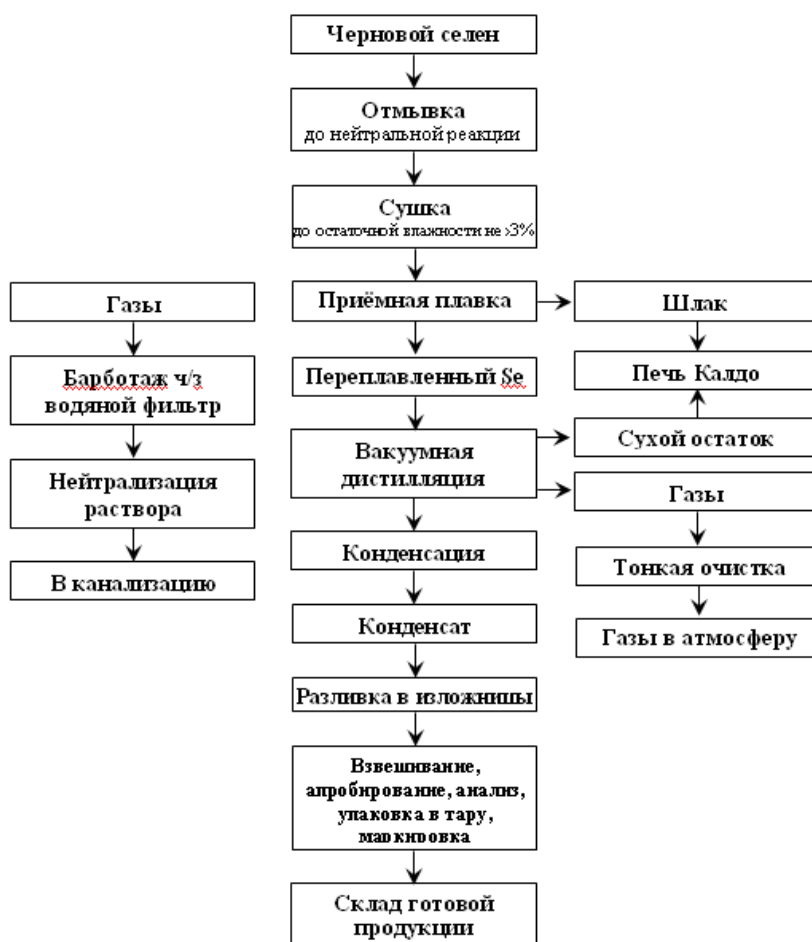 Черновой селен
Отмывка
до нейтральной реакции
Сушка
до остаточной влажности не >3%
Газы
Приёмная плавка
Шлак
Барботаж ч/з
водяной фильтр
Переплавленный Se
Печь Калдо
Вакуумная
дистилляция
Сухой остаток
Нейтрализация
раствора
Газы
Конденсация
Тонкая очистка
В канализацию
Конденсат
Газы в атмосферу
Разливка в изложницы
Взвешивание,
апробирование, анализ,
упаковка в тару,
маркировка
Склад готовой
продукции